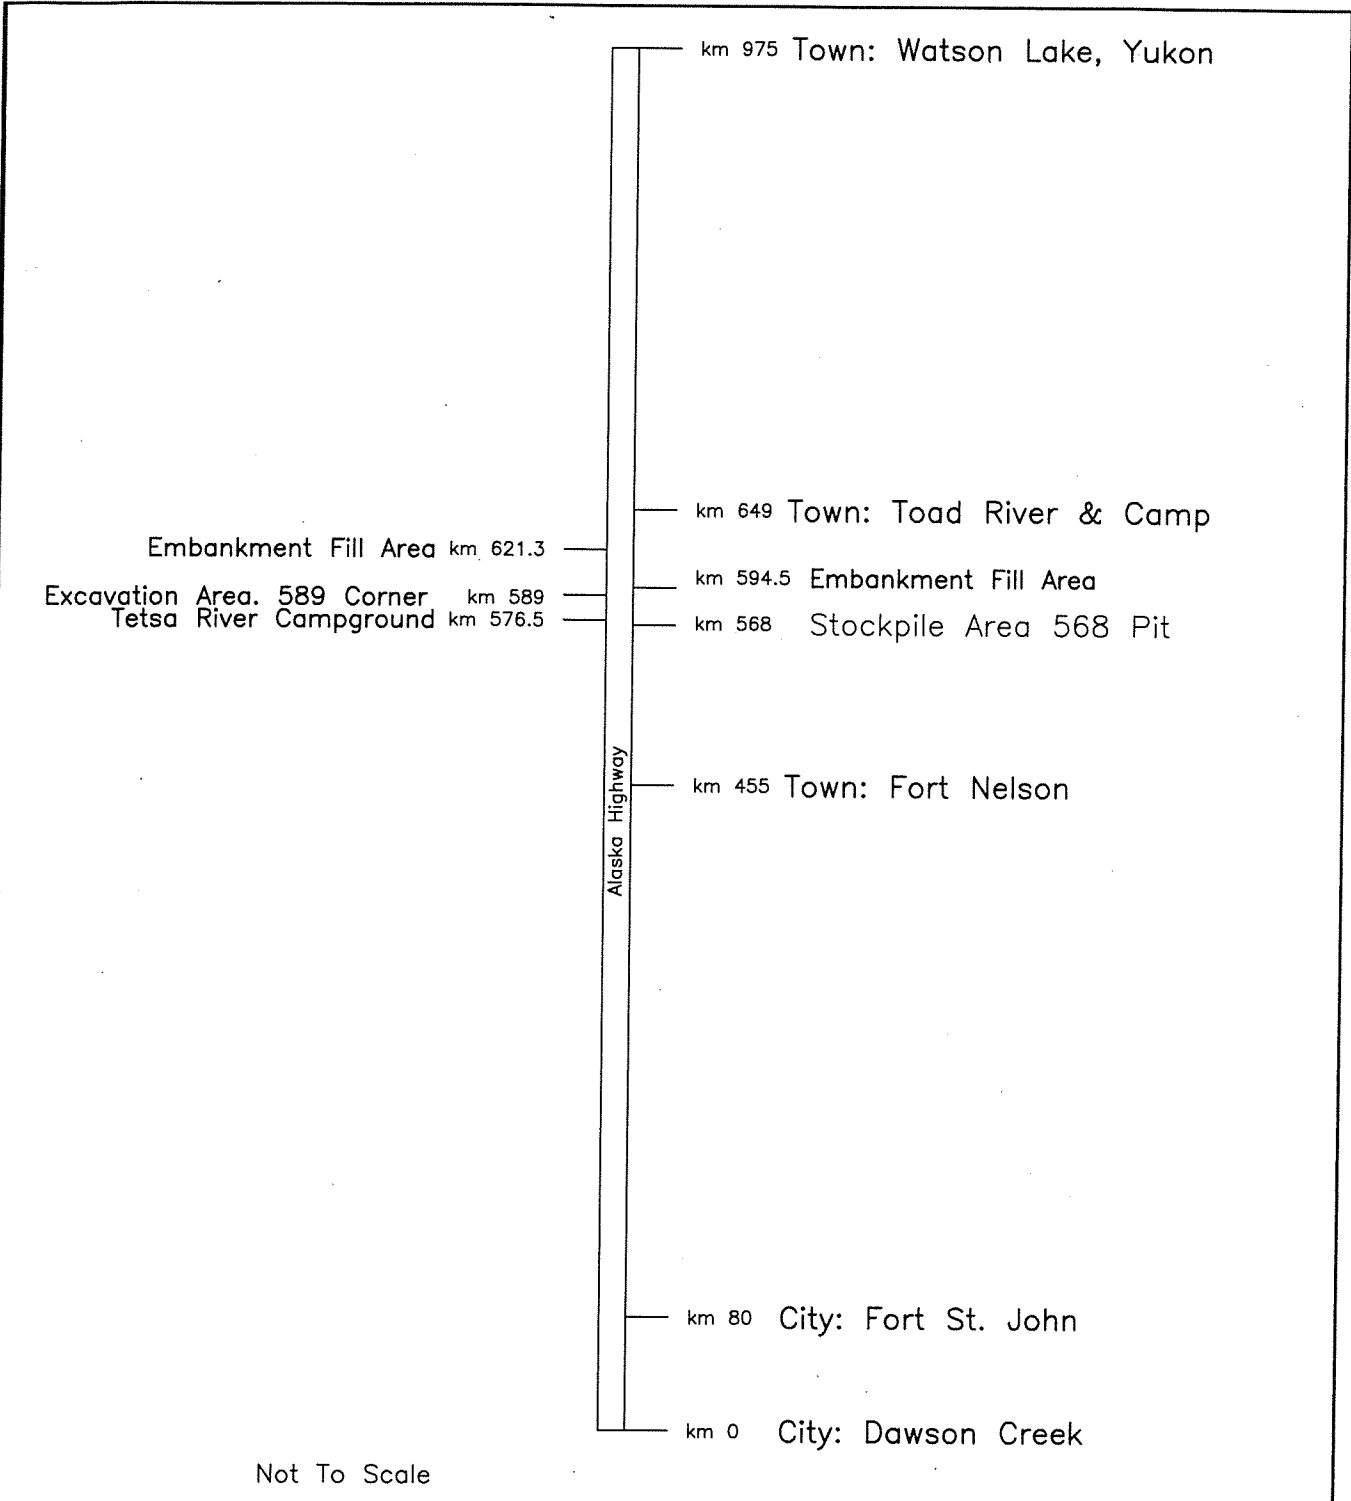 km 975 Town: Watson Lake, Yukon
km 649 Town: Toad River & Camp
Embankment Fill Area km 621.3
km 594.5 Embankment Fill Area
Excavation Area. 589 Corner km 589
Tetsa River Campground km 576.5
km 568 Stockpile Area 568 Pit
Alaska Highway
km 455 Town: Fort Nelson
km 80 City: Fort St. John
km 0 City: Dawson Creek
Not To Scale